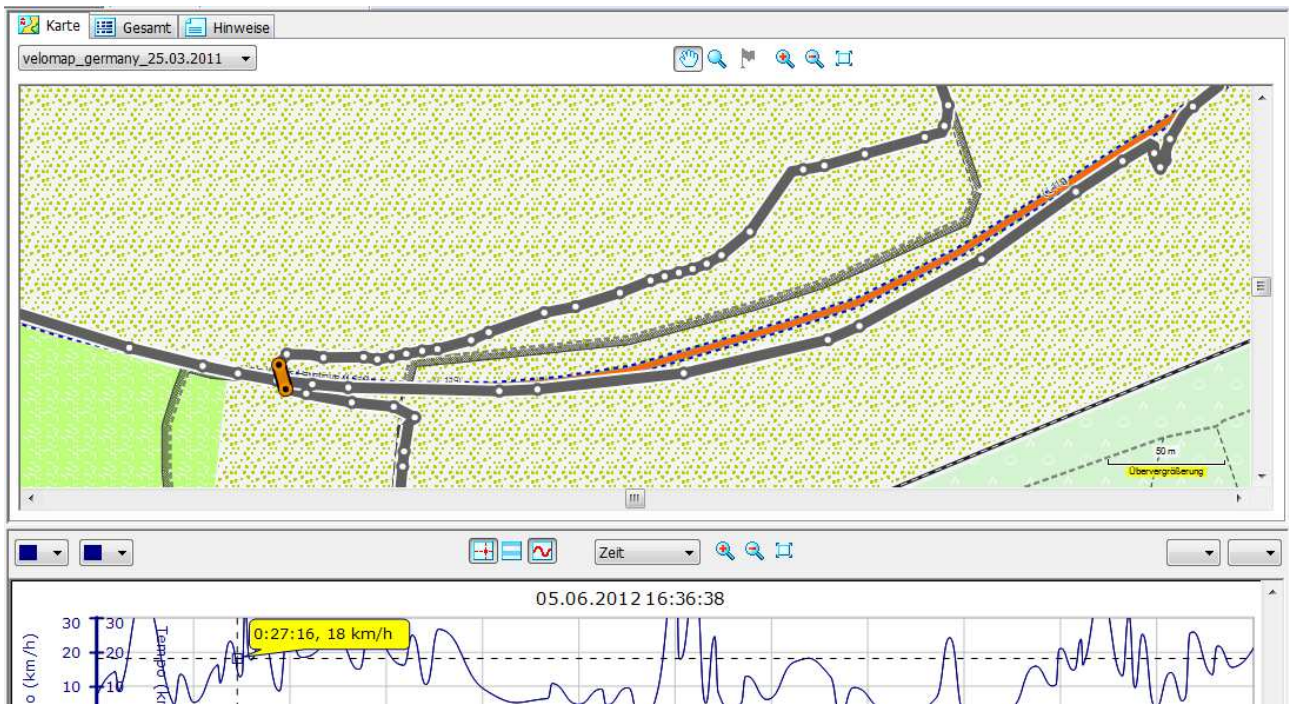 Karte Gesamt Hinweise
velomap_germany_25.03.2011
50 m
Übervergrößerung
Zeit
05.06.2012 16:36:38
30 30
20 20
10 10
0:27:16, 18 km/h
Tempo (k
o (km/h)